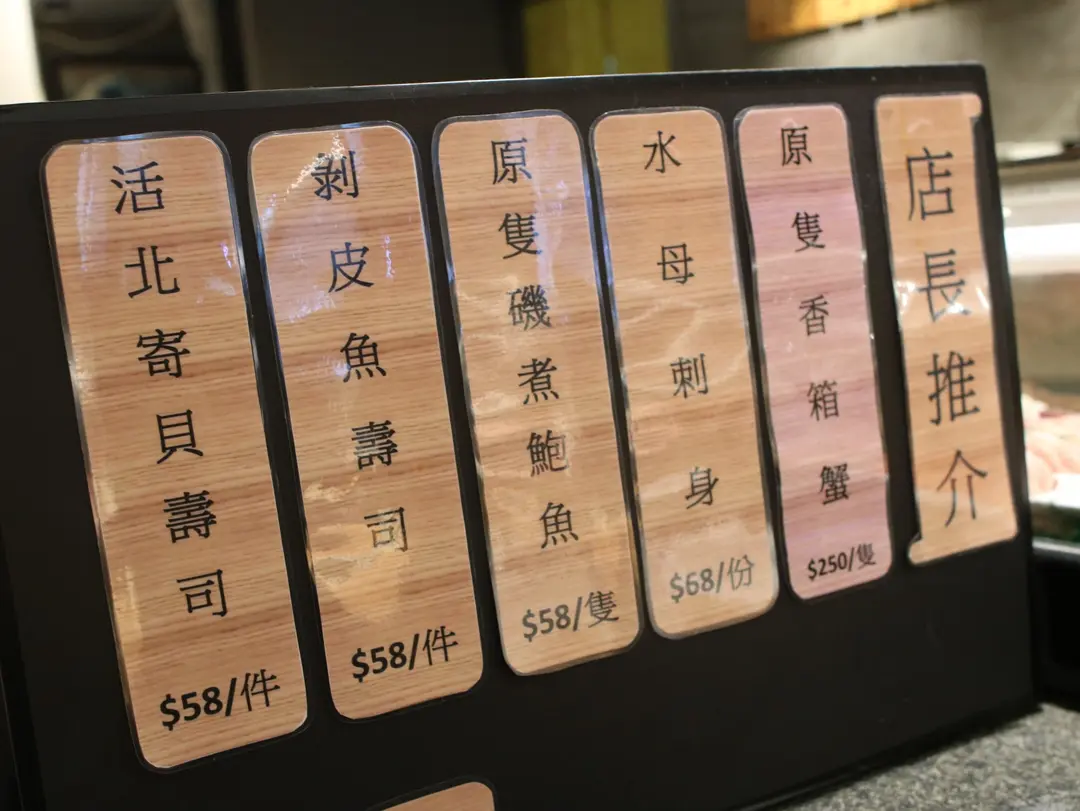 店長推介
原隻香箱蟹
$250/隻
水母刺身
$68/份
原隻磯煮鮑魚
$58/隻
剝皮魚壽司
$58/件
活北寄貝壽司
$58/件